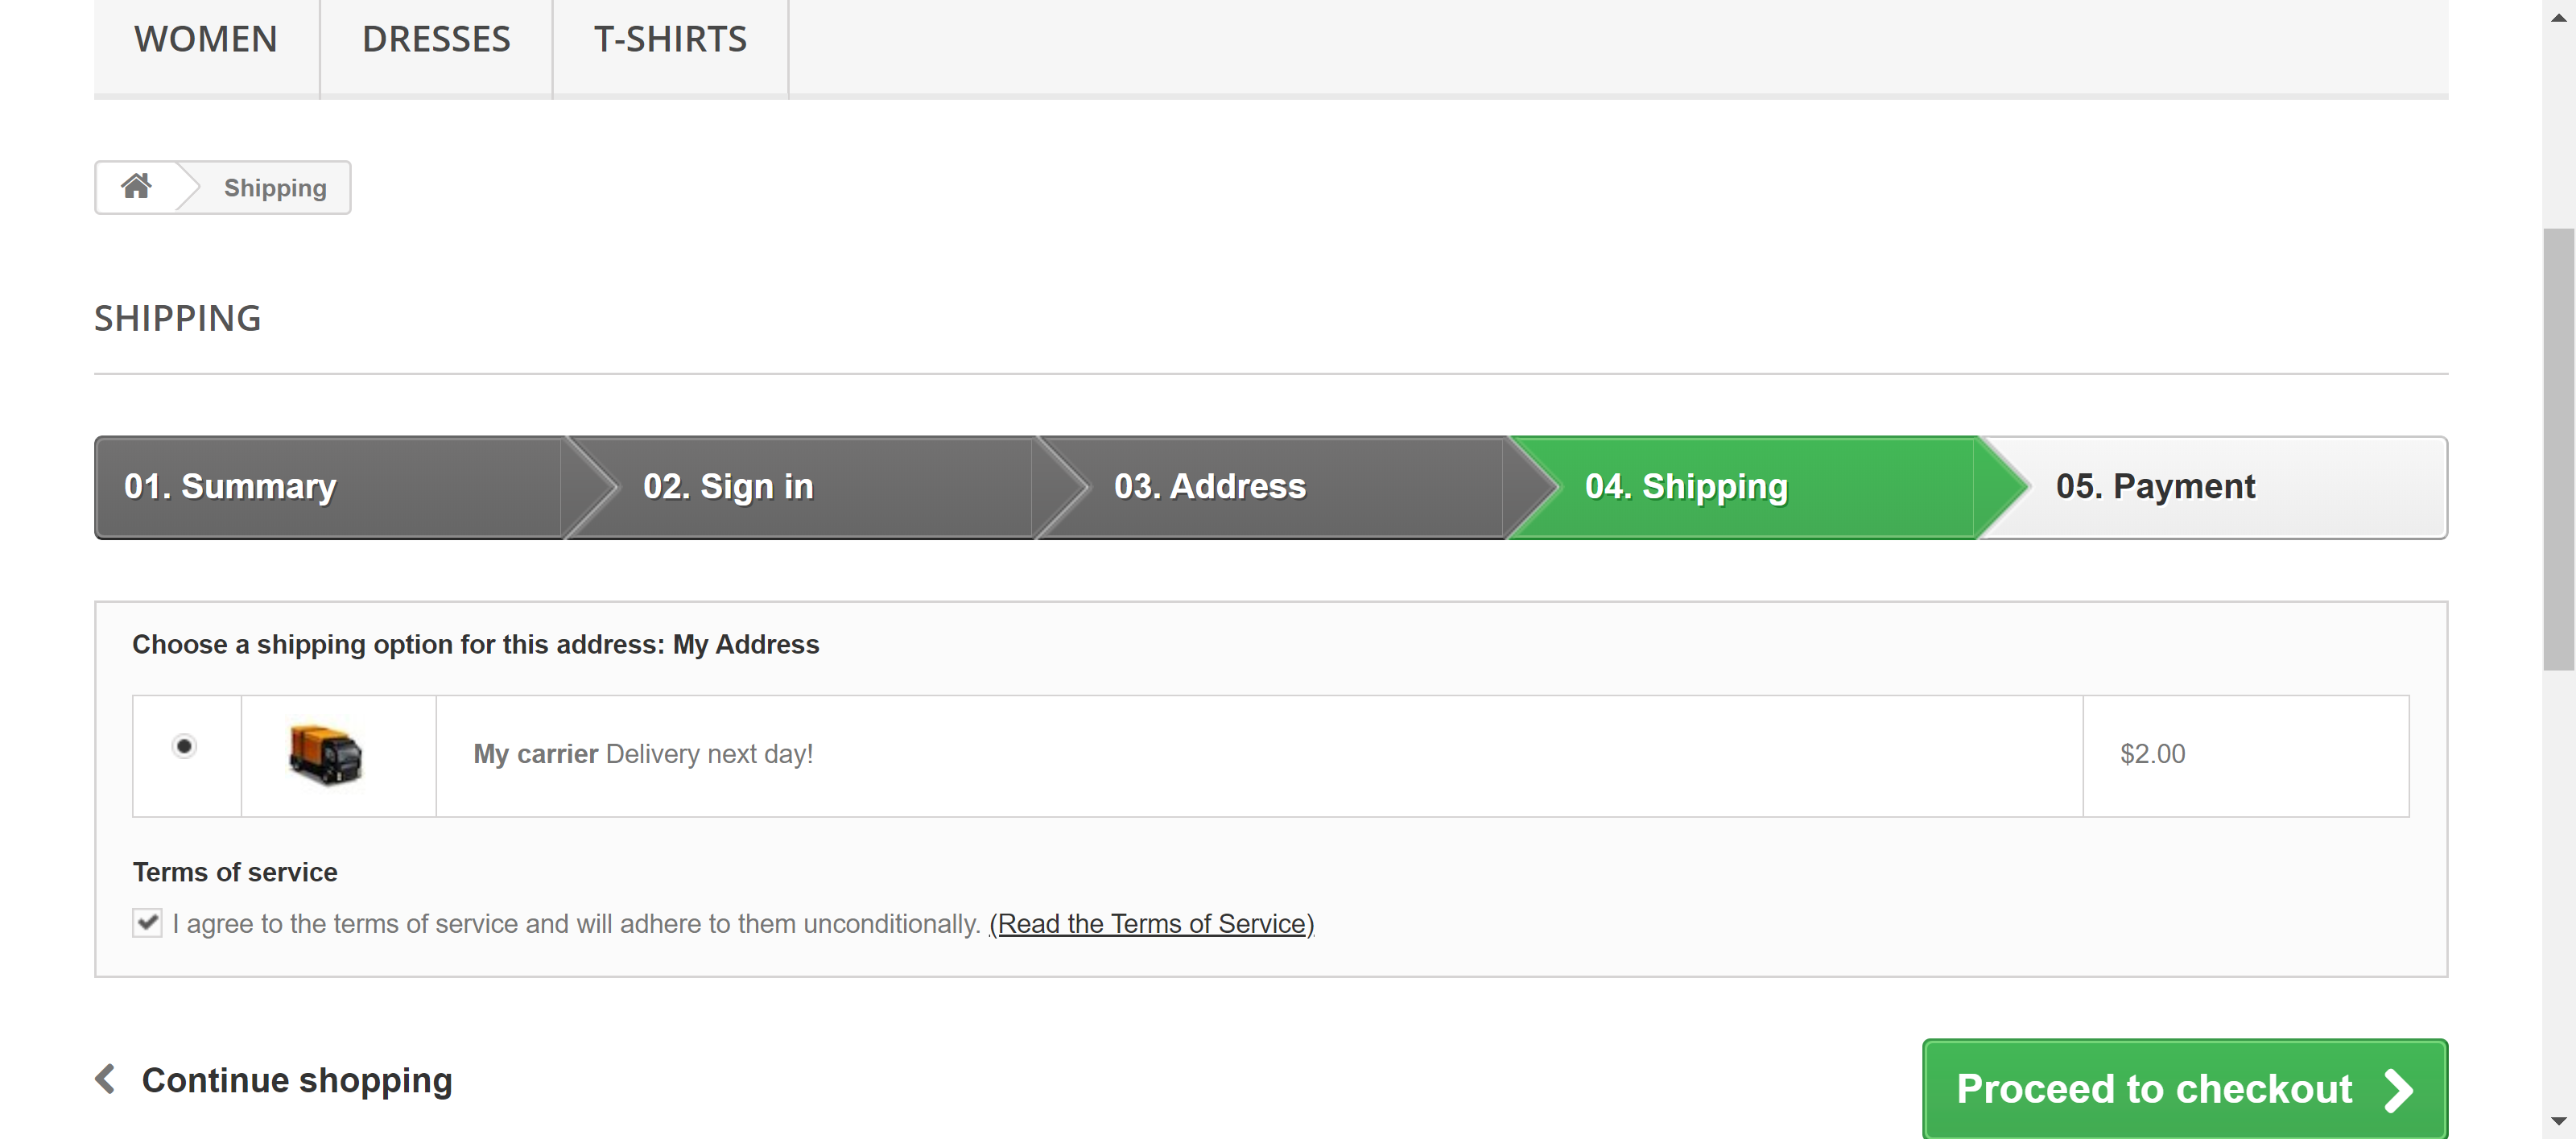 WOMEN DRESSES T-SHIRTS
Shipping
SHIPPING
01. Summary 02. Sign in 03. Address 04. Shipping 05. Payment
Choose a shipping option for this address: My Address
My carrier Delivery next day! $2.00
Terms of service
I agree to the terms of service and will adhere to them unconditionally. (Read the Terms of Service)
Continue shopping
Proceed to checkout